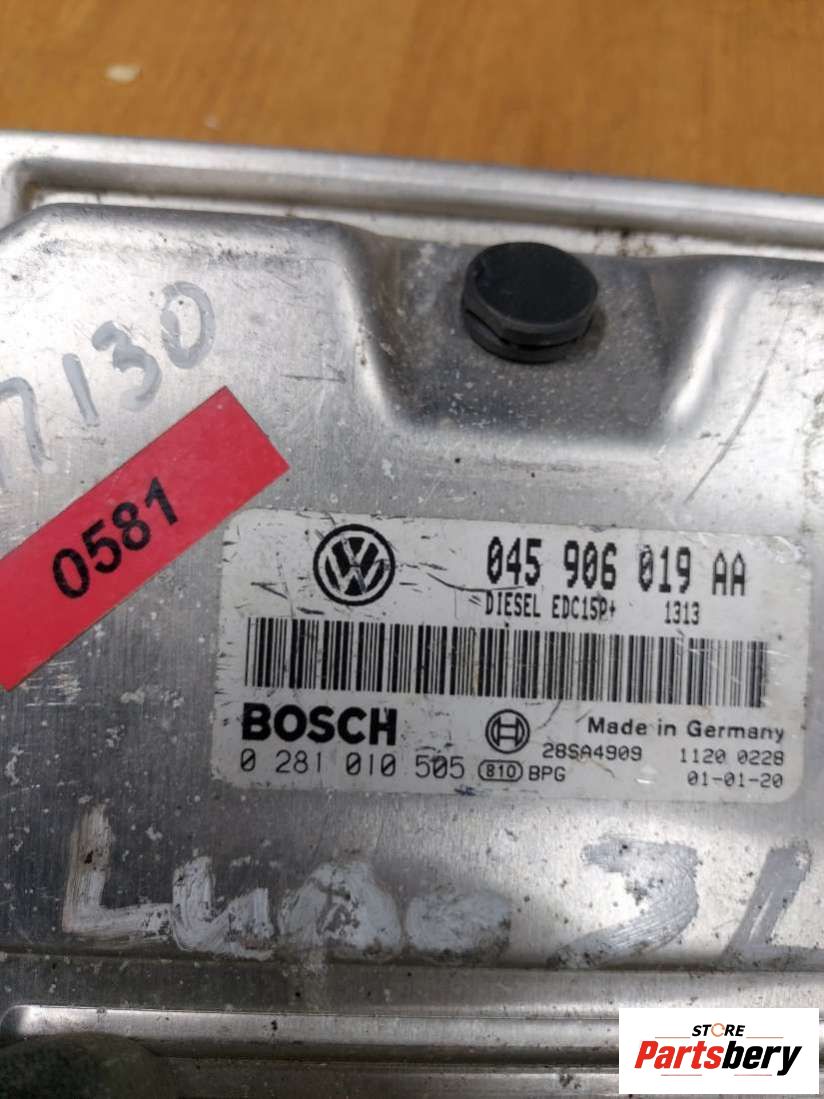 7130
0581
045 906 019 AA
DIESEL EDC15P+ 1313
BOSCH
Made in Germany
28SA4909 1120 0228
0 281 010 505 810 BPG 01-01-20
STORE
Partsbery